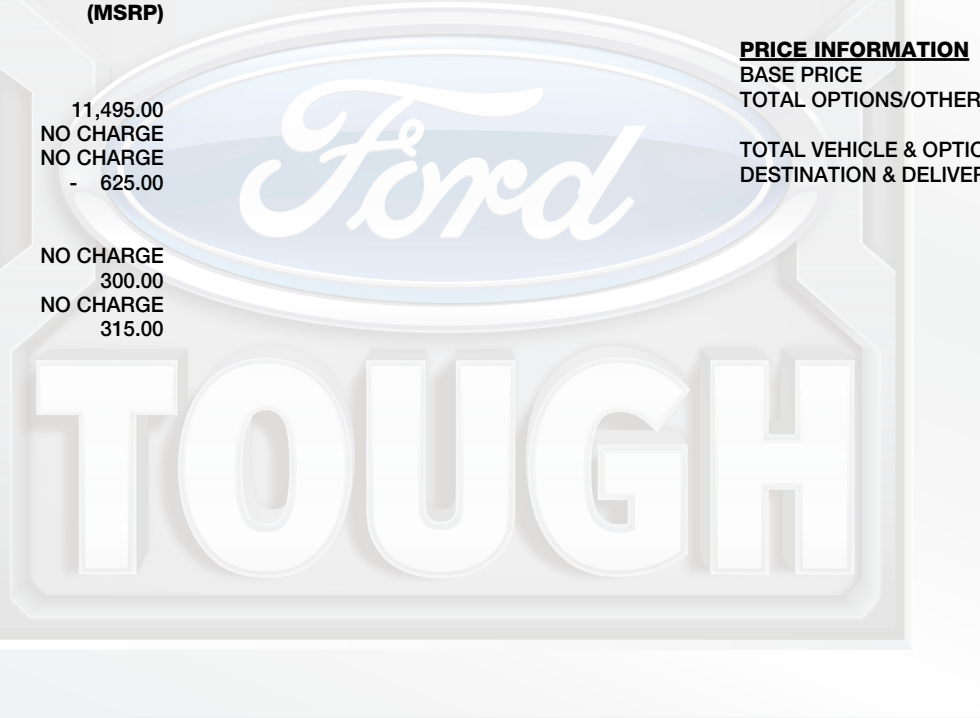 (MSRP)
11,495.00
NO CHARGE
NO CHARGE
- 625.00
NO CHARGE
300.00
NO CHARGE
315.00
PRICE INFORMATION
BASE PRICE
TOTAL OPTIONS/OTHER
TOTAL VEHICLE & OPTIO
DESTINATION & DELIVER
Ford
TOUGH